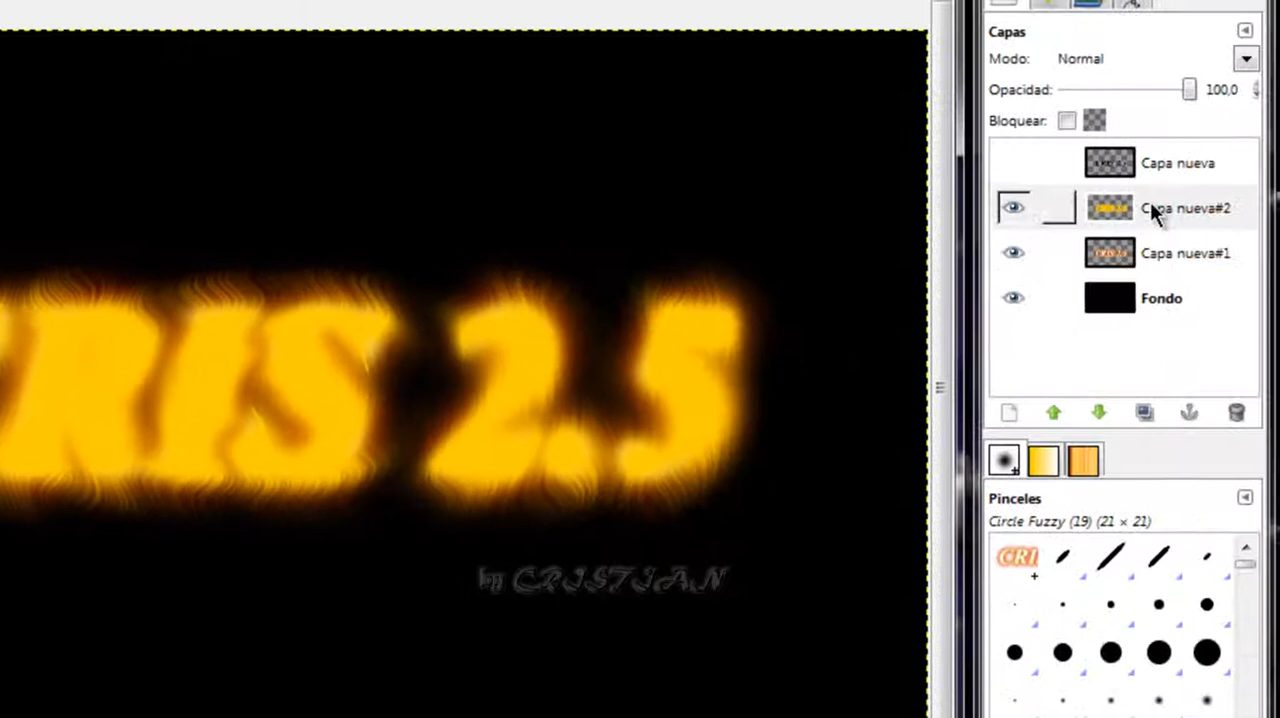 RIS 2.5
by CRISTIAN
Capas
Modo: Normal
Opacidad: 100,0
Bloquear:
Capa nueva
Capa nueva#2
Capa nueva#1
Fondo
Pinceles
Circle Fuzzy (19) (21 × 21)
CRI